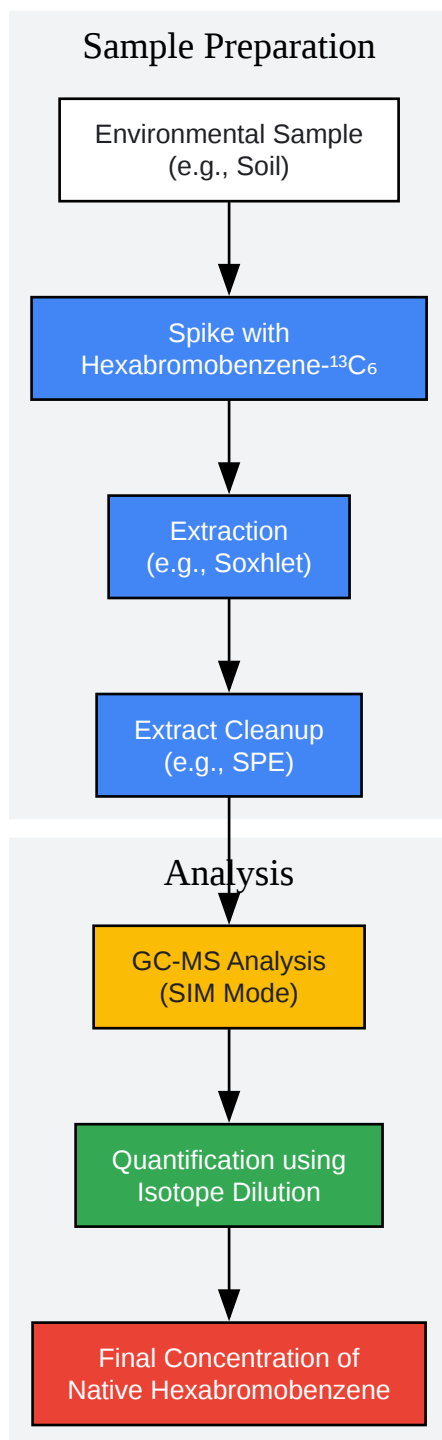 Sample Preparation
Environmental Sample
(e.g., Soil)
Spike with
Hexabromobenzene-¹³C₆
Extraction
(e.g., Soxhlet)
Extract Cleanup
(e.g., SPE)
Analysis
GC-MS Analysis
(SIM Mode)
Quantification using
Isotope Dilution
Final Concentration of
Native Hexabromobenzene